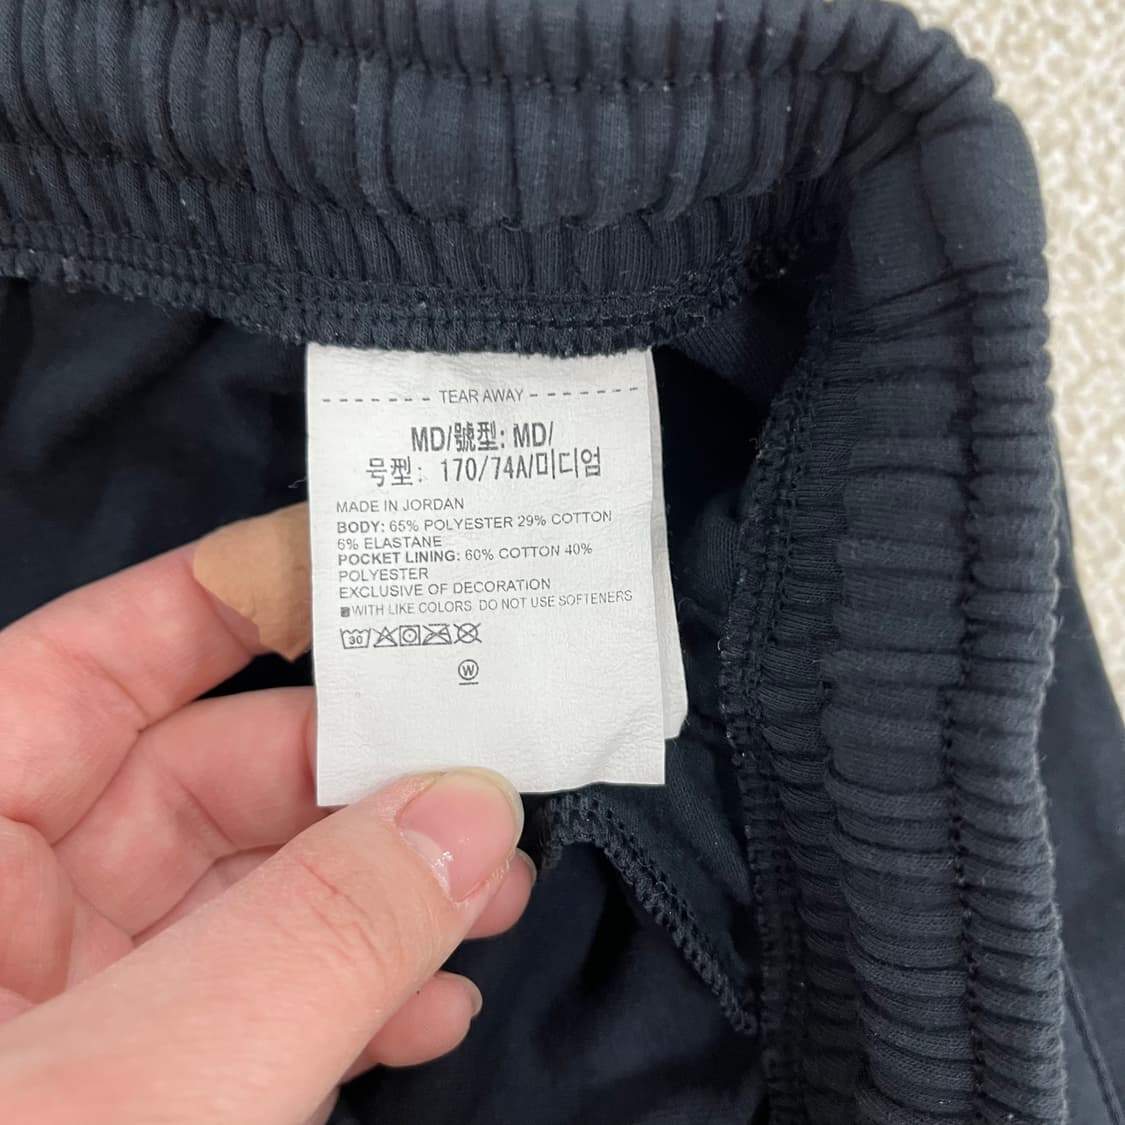 - - - - - - TEAR AWAY - - - - - -
MD/號型: MD/
号型: 170/74A/미디엄
MADE IN JORDAN
BODY: 65% POLYESTER 29% COTTON
6% ELASTANE
POCKET LINING: 60% COTTON 40%
POLYESTER
EXCLUSIVE OF DECORATION
WITH LIKE COLORS DO NOT USE SOFTENERS
30
W